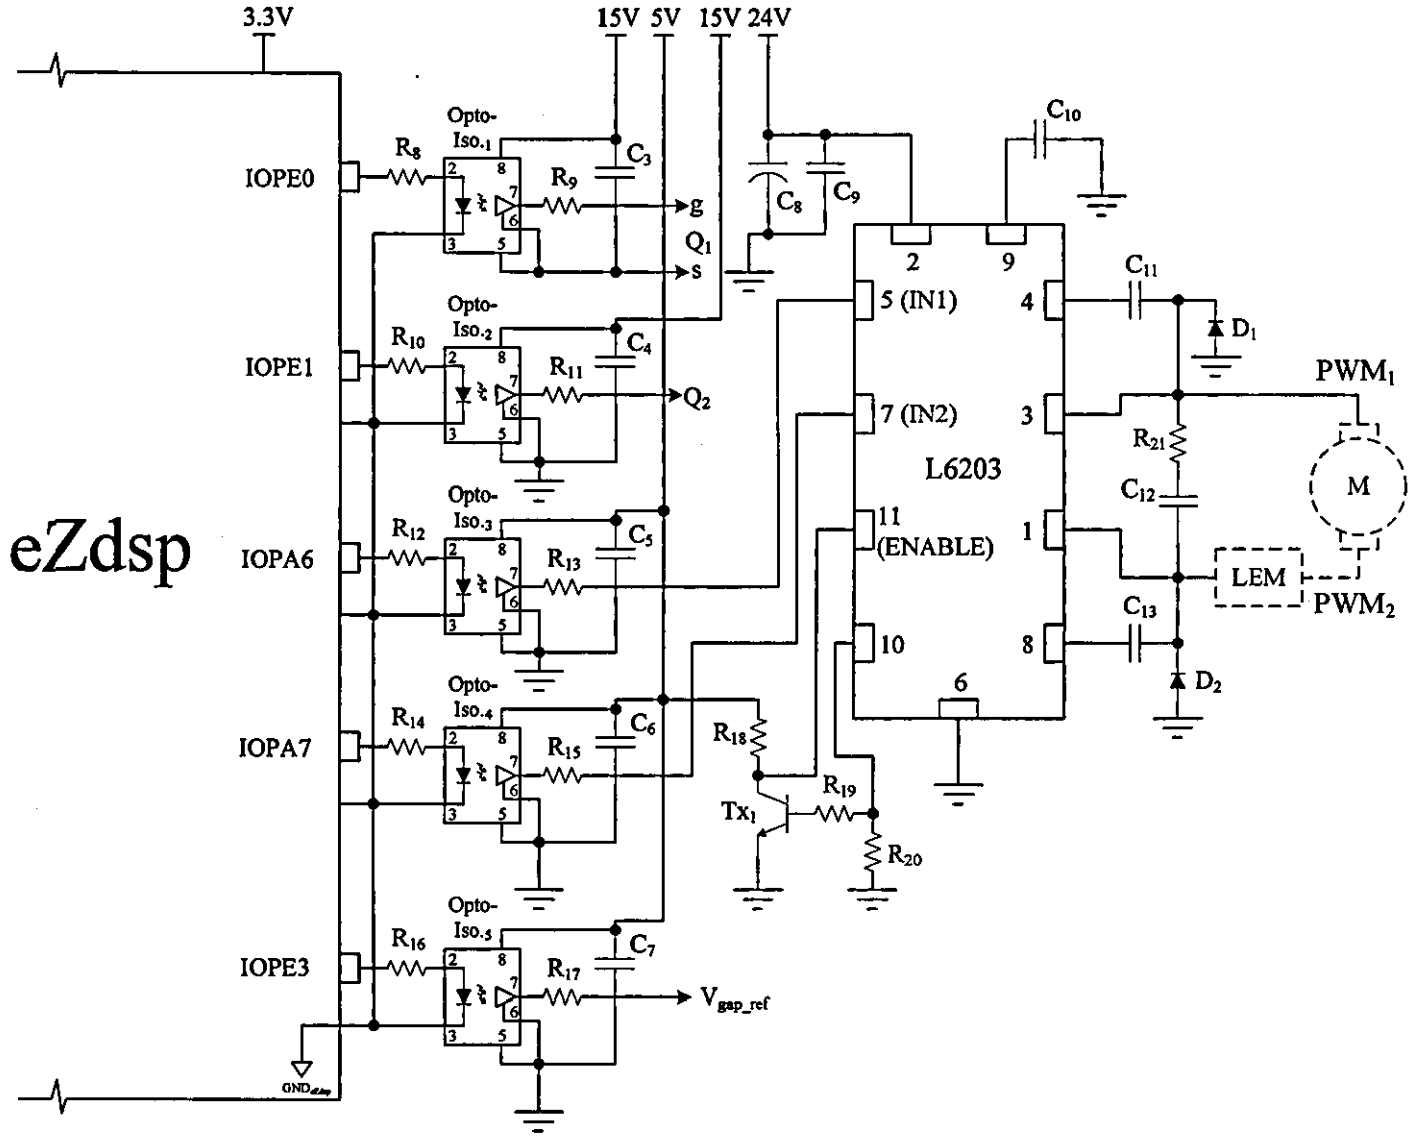 3.3V
15V 5V
15V 24V
eZdsp
IOPE0
R8
Opto-
Iso.1
2
3
8
7
6
5
R9
C3
g
Q1
s
IOPE1
R10
Opto-
Iso.2
2
3
8
7
6
5
R11
C4
Q2
IOPA6
R12
Opto-
Iso.3
2
3
8
7
6
5
R13
C5
IOPA7
R14
Opto-
Iso.4
2
3
8
7
6
5
R15
C6
IOPE3
R16
Opto-
Iso.5
2
3
8
7
6
5
R17
C7
Vgap_ref
GND
C8
C9
C10
2
9
5 (IN1)
4
7 (IN2)
3
L6203
11
(ENABLE)
1
10
8
6
C11
D1
PWM1
R21
C12
M
LEM
PWM2
C13
D2
R18
Tx1
R19
R20